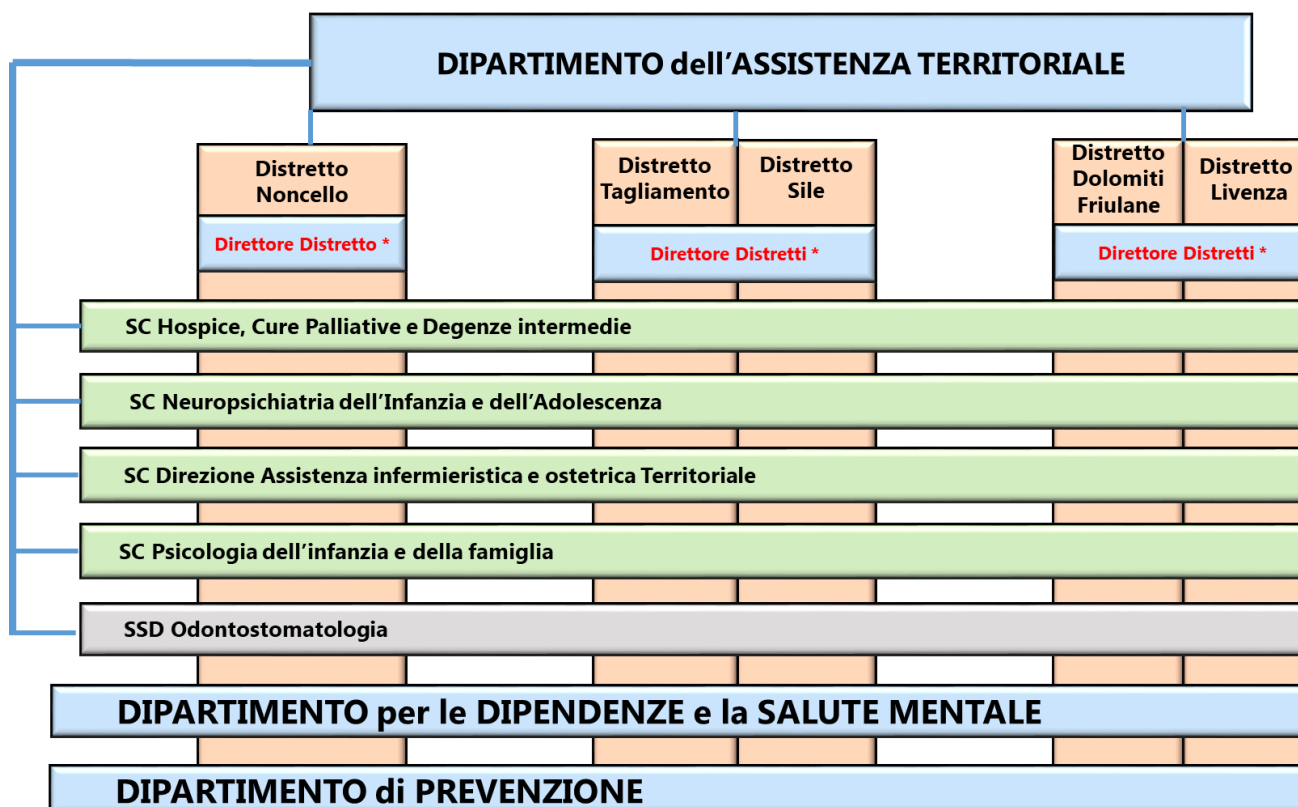 DIPARTIMENTO dell’ASSISTENZA TERRITORIALE
Distretto
Noncello
Distretto
Tagliamento
Distretto
Sile
Distretto
Dolomiti
Friulane
Distretto
Livenza
Direttore Distretto *
Direttore Distretti *
Direttore Distretti *
SC Hospice, Cure Palliative e Degenze intermedie
SC Neuropsichiatria dell’Infanzia e dell’Adolescenza
SC Direzione Assistenza infermieristica e ostetrica Territoriale
SC Psicologia dell’infanzia e della famiglia
SSD Odontostomatologia
DIPARTIMENTO per le DIPENDENZE e la SALUTE MENTALE
DIPARTIMENTO di PREVENZIONE